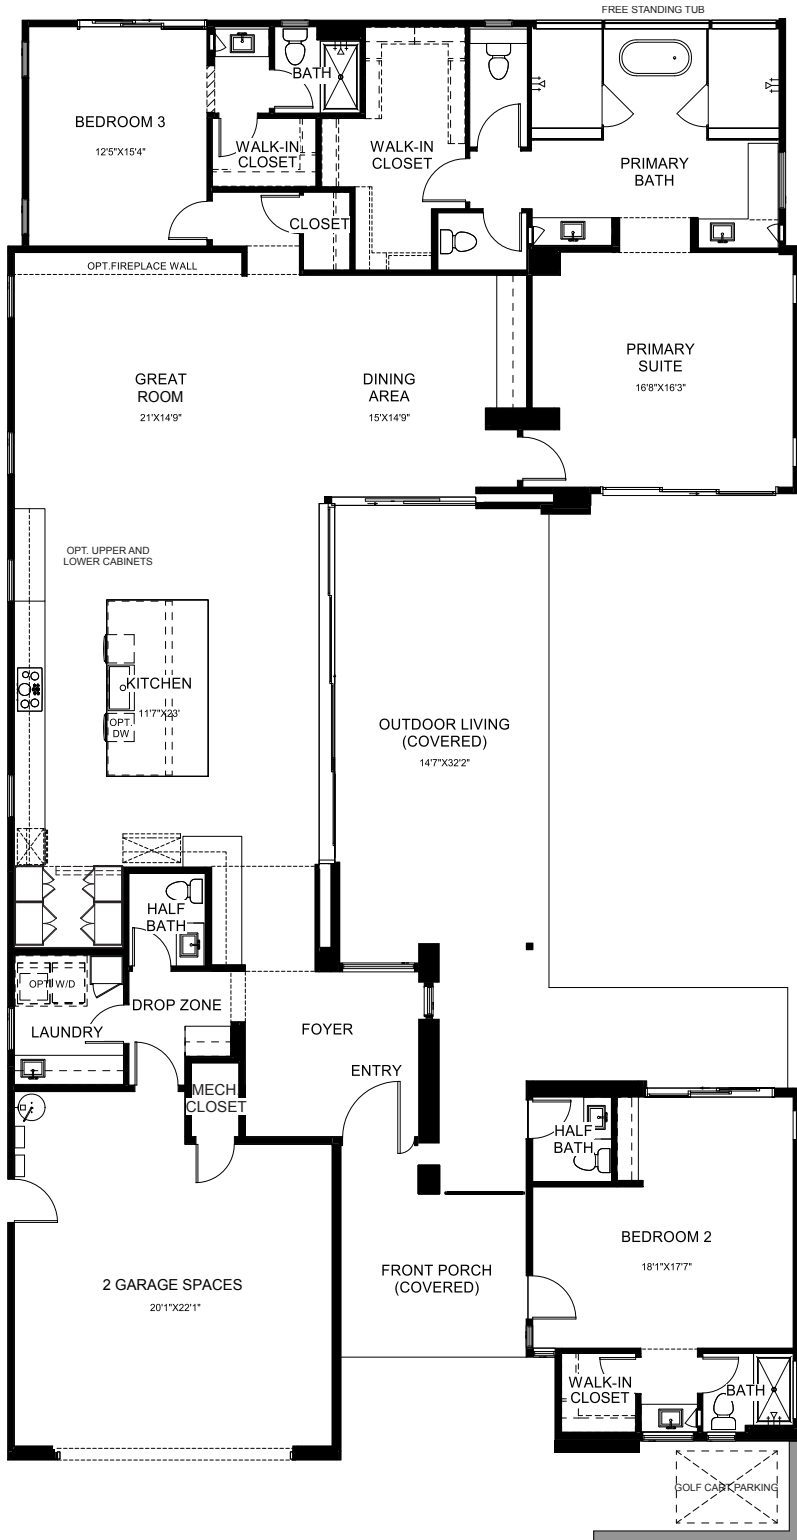 FREE STANDING TUB
BATH
BEDROOM 3
12'5"X15'4"
WALK-IN
CLOSET
WALK-IN
CLOSET
PRIMARY
BATH
CLOSET
OPT.FIREPLACE WALL
GREAT
ROOM
21'X14'9"
DINING
AREA
15'X14'9"
PRIMARY
SUITE
16'8"X16'3"
OPT. UPPER AND
LOWER CABINETS
KITCHEN
11'7"X23'
OPT.
DW
OUTDOOR LIVING
(COVERED)
14'7"X32'2"
HALF
BATH
OPT. W/D
LAUNDRY
DROP ZONE
FOYER
ENTRY
MECH.
CLOSET
HALF
BATH
2 GARAGE SPACES
20'1"X22'1"
FRONT PORCH
(COVERED)
BEDROOM 2
18'1"X17'7"
WALK-IN
CLOSET
BATH
GOLF CART PARKING